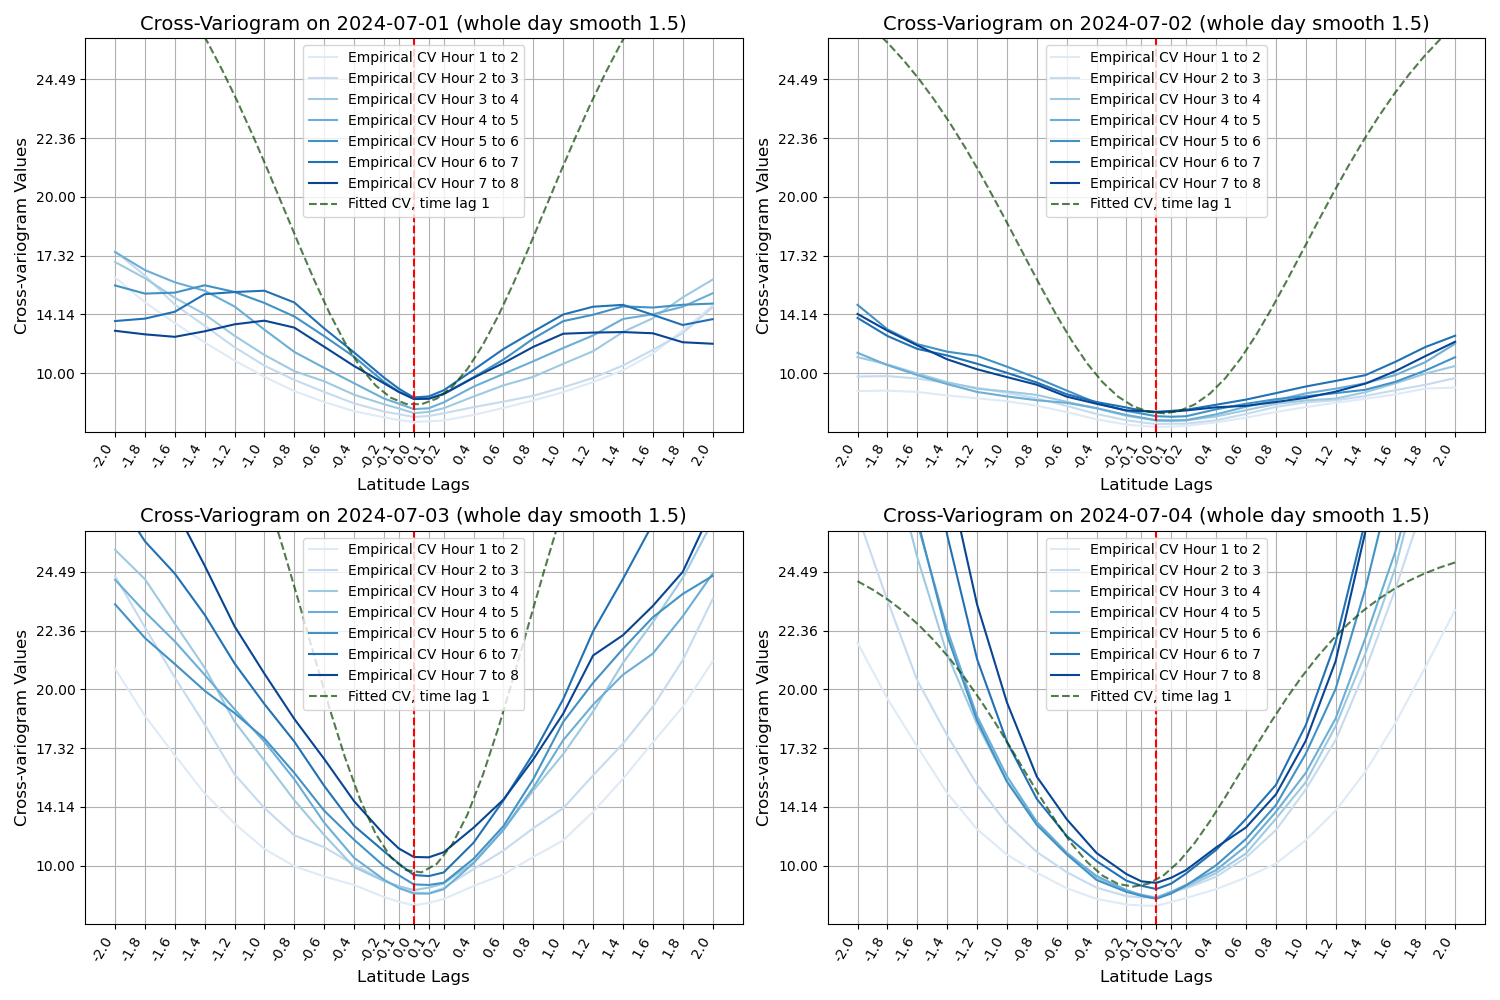 Cross-Variogram on 2024-07-01 (whole day smooth 1.5)
Cross-variogram Values
24.49
22.36
20.00
17.32
14.14
10.00
Empirical CV Hour 1 to 2
Empirical CV Hour 2 to 3
Empirical CV Hour 3 to 4
Empirical CV Hour 4 to 5
Empirical CV Hour 5 to 6
Empirical CV Hour 6 to 7
Empirical CV Hour 7 to 8
Fitted CV, time lag 1
-2.0 -1.8 -1.6 -1.4 -1.2 -1.0 -0.8 -0.6 -0.4 -0.2 -0.1 0.0 0.1 0.2 0.4 0.6 0.8 1.0 1.2 1.4 1.6 1.8 2.0
Latitude Lags
Cross-Variogram on 2024-07-02 (whole day smooth 1.5)
Cross-variogram Values
24.49
22.36
20.00
17.32
14.14
10.00
Empirical CV Hour 1 to 2
Empirical CV Hour 2 to 3
Empirical CV Hour 3 to 4
Empirical CV Hour 4 to 5
Empirical CV Hour 5 to 6
Empirical CV Hour 6 to 7
Empirical CV Hour 7 to 8
Fitted CV, time lag 1
-2.0 -1.8 -1.6 -1.4 -1.2 -1.0 -0.8 -0.6 -0.4 -0.2 -0.1 0.0 0.1 0.2 0.4 0.6 0.8 1.0 1.2 1.4 1.6 1.8 2.0
Latitude Lags
Cross-Variogram on 2024-07-03 (whole day smooth 1.5)
Cross-variogram Values
24.49
22.36
20.00
17.32
14.14
10.00
Empirical CV Hour 1 to 2
Empirical CV Hour 2 to 3
Empirical CV Hour 3 to 4
Empirical CV Hour 4 to 5
Empirical CV Hour 5 to 6
Empirical CV Hour 6 to 7
Empirical CV Hour 7 to 8
Fitted CV, time lag 1
-2.0 -1.8 -1.6 -1.4 -1.2 -1.0 -0.8 -0.6 -0.4 -0.2 -0.1 0.0 0.1 0.2 0.4 0.6 0.8 1.0 1.2 1.4 1.6 1.8 2.0
Latitude Lags
Cross-Variogram on 2024-07-04 (whole day smooth 1.5)
Cross-variogram Values
24.49
22.36
20.00
17.32
14.14
10.00
Empirical CV Hour 1 to 2
Empirical CV Hour 2 to 3
Empirical CV Hour 3 to 4
Empirical CV Hour 4 to 5
Empirical CV Hour 5 to 6
Empirical CV Hour 6 to 7
Empirical CV Hour 7 to 8
Fitted CV, time lag 1
-2.0 -1.8 -1.6 -1.4 -1.2 -1.0 -0.8 -0.6 -0.4 -0.2 -0.1 0.0 0.1 0.2 0.4 0.6 0.8 1.0 1.2 1.4 1.6 1.8 2.0
Latitude Lags